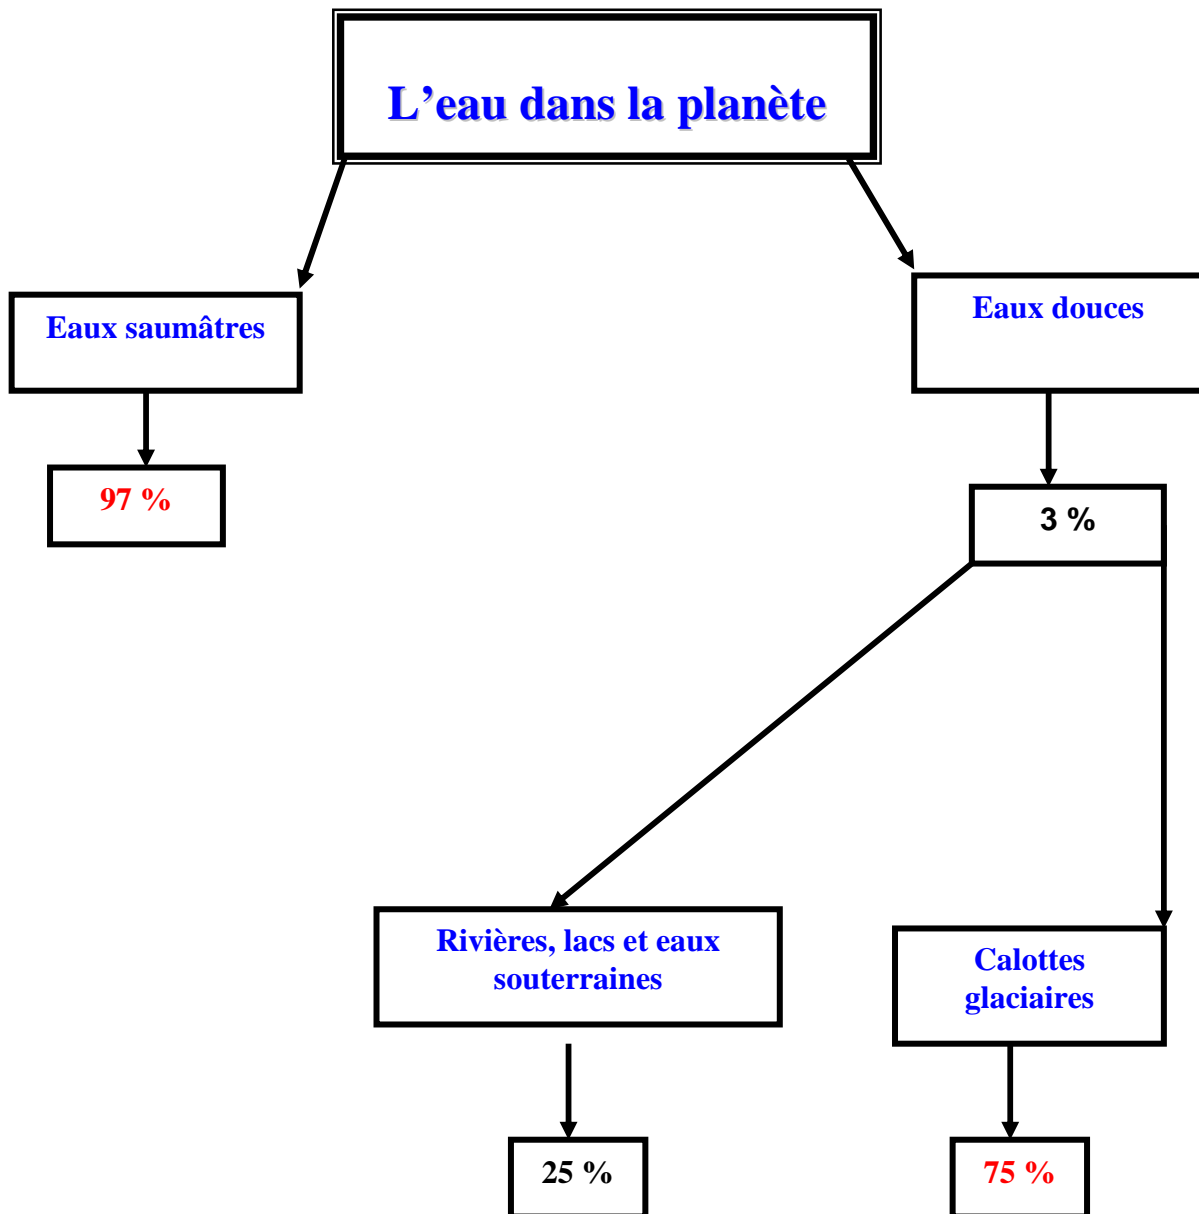 L’eau dans la planète
Eaux saumâtres
Eaux douces
97 %
3 %
Rivières, lacs et eaux
souterraines
Calottes
glaciaires
25 %
75 %